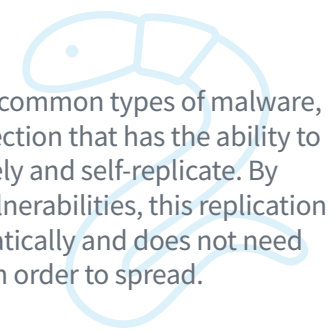 common types of malware,
ection that has the ability to
ely and self-replicate. By
lnerabilities, this replication
atically and does not need
n order to spread.